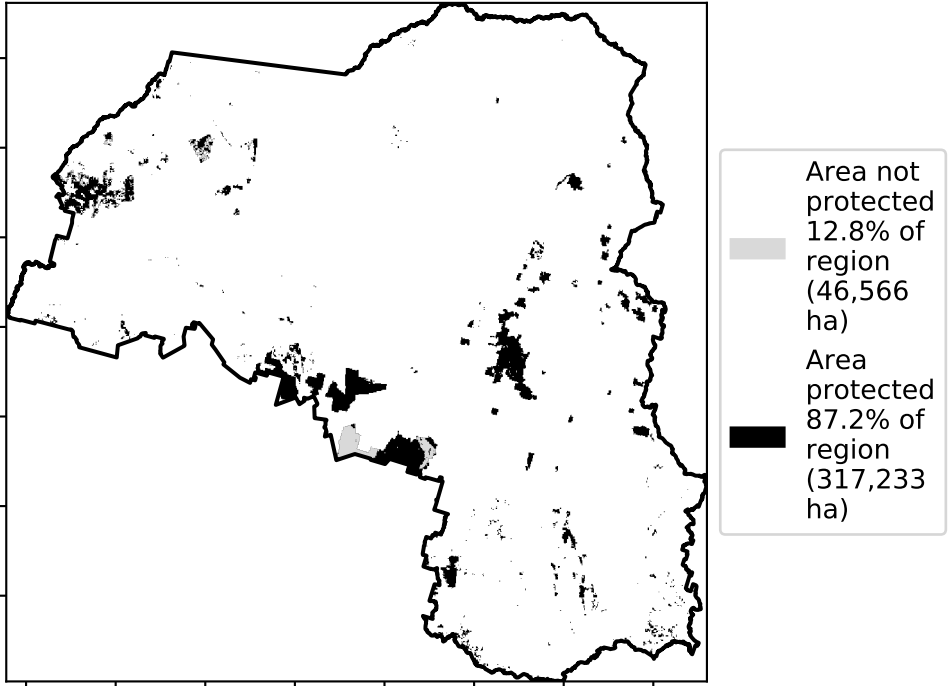 Area not
protected
12.8% of
region
(46,566
ha)
Area
protected
87.2% of
region
(317,233
ha)